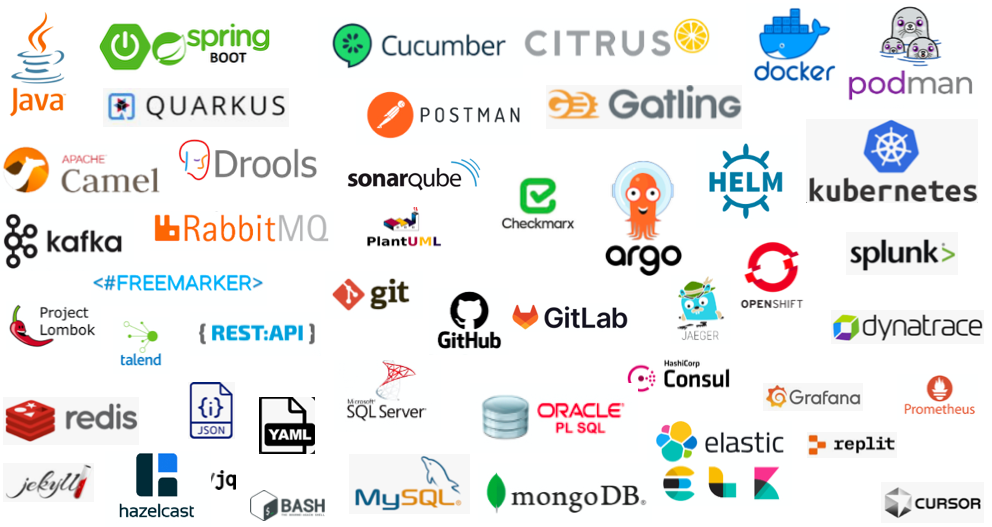 Java
spring
BOOT
Cucumber
CITRUS
docker
podman
QUARKUS
POSTMAN
Gatling
APACHE
Camel
Drools
sonarqube
Checkmarx
HELM
kubernetes
kafka
RabbitMQ
PlantUML
argo
splunk>
<#FREEMARKER>
git
OPENSHIFT
Project
Lombok
talend
{ REST:API }
GitHub
GitLab
JAEGER
dynatrace
Microsoft
SQL Server
HashiCorp
Consul
Grafana
Prometheus
redis
{i}
JSON
YAML
ORACLE
PL SQL
elastic
replit
jekyll
hazelcast
jq
BASH
MySQL
mongoDB
CURSOR